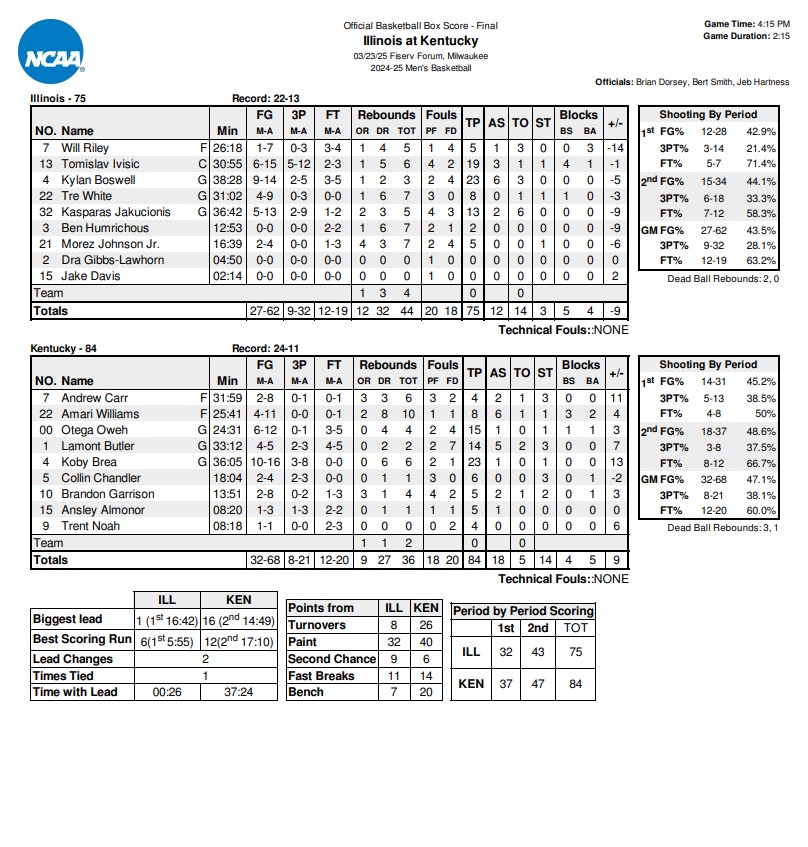 NCAA®
Official Basketball Box Score - Final
Illinois at Kentucky
03/23/25 Fiserv Forum, Milwaukee
2024-25 Men's Basketball
Game Time: 4:15 PM
Game Duration: 2:15
Officials: Brian Dorsey, Bert Smith, Jeb Hartness
Illinois - 75 Record: 22-13
FG 3P FT Rebounds Fouls Blocks
NO. Name Min M-A M-A M-A OR DR TOT PF FD TP AS TO ST BS BA +/-
7 Will Riley F 26:18 1-7 0-3 3-4 1 4 5 1 4 5 1 3 0 0 3 -14
13 Tomislav Ivisic C 30:55 6-15 5-12 2-3 1 5 6 4 2 19 3 1 1 4 1 -1
4 Kylan Boswell G 38:28 9-14 2-5 3-5 1 2 3 2 4 23 6 3 0 0 0 -5
22 Tre White G 31:02 4-9 0-3 0-0 1 6 7 3 0 8 0 1 1 1 0 -3
32 Kasparas Jakucionis G 36:42 5-13 2-9 1-2 2 3 5 4 3 13 2 6 0 0 0 -9
3 Ben Humrichous 12:53 0-0 0-0 2-2 1 6 7 2 1 2 0 0 0 0 0 -9
21 Morez Johnson Jr. 16:39 2-4 0-0 1-3 4 3 7 2 4 5 0 0 1 0 0 -6
2 Dra Gibbs-Lawhorn 04:50 0-0 0-0 0-0 0 0 0 1 0 0 0 0 0 0 0 0
15 Jake Davis 02:14 0-0 0-0 0-0 0 0 0 1 0 0 0 0 0 0 0 2
Team 1 3 4 0 0
Totals 27-62 9-32 12-19 12 32 44 20 18 75 12 14 3 5 4 -9
Technical Fouls::NONE
Shooting By Period
1st FG% 12-28 42.9%
3PT% 3-14 21.4%
FT% 5-7 71.4%
2nd FG% 15-34 44.1%
3PT% 6-18 33.3%
FT% 7-12 58.3%
GM FG% 27-62 43.5%
3PT% 9-32 28.1%
FT% 12-19 63.2%
Dead Ball Rebounds: 2, 0
Kentucky - 84 Record: 24-11
FG 3P FT Rebounds Fouls Blocks
NO. Name Min M-A M-A M-A OR DR TOT PF FD TP AS TO ST BS BA +/-
7 Andrew Carr F 31:59 2-8 0-1 0-1 3 3 6 3 2 4 2 1 3 0 0 11
22 Amari Williams F 25:41 4-11 0-0 0-1 2 8 10 1 1 8 6 1 1 3 2 4
00 Otega Oweh G 24:31 6-12 0-1 3-5 0 4 4 2 4 15 1 0 3 1 1 3
1 Lamont Butler G 33:12 4-5 2-3 4-5 0 2 2 2 7 14 5 2 3 0 0 7
4 Koby Brea G 36:05 10-16 3-8 0-0 0 6 6 2 1 23 1 0 1 0 0 13
5 Collin Chandler 18:04 2-4 2-3 0-0 0 1 1 3 0 6 0 0 3 0 1 -2
10 Brandon Garrison 13:51 2-8 0-2 1-3 3 1 4 4 2 5 2 1 2 0 1 3
15 Ansley Almonor 08:20 1-3 1-3 2-2 0 1 1 1 1 5 1 0 0 0 0 0
9 Trent Noah 08:18 1-1 0-0 2-3 0 0 0 0 2 4 0 0 0 0 0 6
Team 1 1 2 0 0
Totals 32-68 8-21 12-20 9 27 36 18 20 84 18 5 14 4 5 9
Technical Fouls::NONE
Shooting By Period
1st FG% 14-31 45.2%
3PT% 5-13 38.5%
FT% 4-8 50%
2nd FG% 18-37 48.6%
3PT% 3-8 37.5%
FT% 8-12 66.7%
GM FG% 32-68 47.1%
3PT% 8-21 38.1%
FT% 12-20 60.0%
Dead Ball Rebounds: 3, 1
ILL KEN
Biggest lead 1 (1st 16:42) 16 (2nd 14:49)
Best Scoring Run 6(1st 5:55) 12(2nd 17:10)
Lead Changes 2
Times Tied 1
Time with Lead 00:26 37:24
Points from ILL KEN
Turnovers 8 26
Paint 32 40
Second Chance 9 6
Fast Breaks 11 14
Bench 7 20
Period by Period Scoring
1st 2nd TOT
ILL 32 43 75
KEN 37 47 84